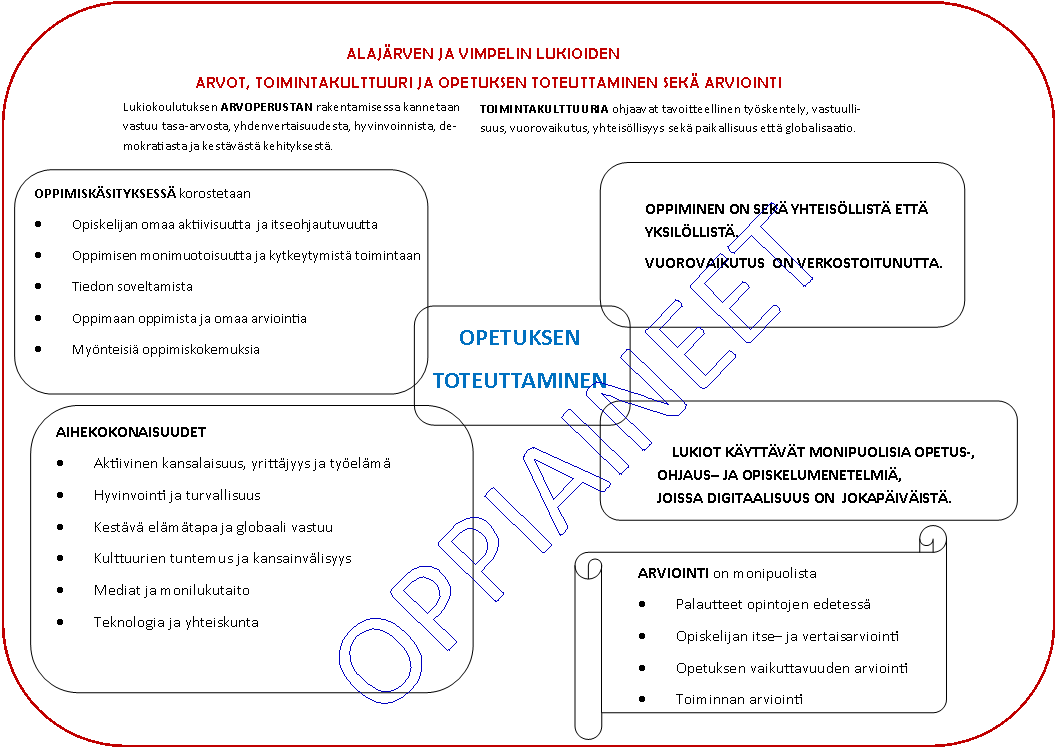 ALAJÄRVEN JA VIMPELIN LUKIOIDEN
ARVOT, TOIMINTAKULTTUURI JA OPETUKSEN TOTEUTTAMINEN SEKÄ ARVIOINTI
Lukiokoulutuksen ARVOPERUSTAN rakentamisessa kannetaan
vastuu tasa-arvosta, yhdenvertaisuudesta, hyvinvoinnista, de-
mokratiasta ja kestävästä kehityksestä.
TOIMINTAKULTTUURIA ohjaavat tavoitteellinen työskentely, vastuulli-
suus, vuorovaikutus, yhteisöllisyys sekä paikallisuus että globalisaatio.
OPPIMISKÄSITYKSESSÄ korostetaan
• Opiskelijan omaa aktiivisuutta ja itseohjautuvuutta
• Oppimisen monimuotoisuutta ja kytkeytymistä toimintaan
• Tiedon soveltamista
• Oppimaan oppimista ja omaa arviointia
• Myönteisiä oppimiskokemuksia
OPPIMINEN ON SEKÄ YHTEISÖLLISTÄ ETTÄ
YKSILÖLLISTÄ.
VUOROVAIKUTUS ON VERKOSTOITUNUTTA.
OPETUKSEN
TOTEUTTAMINEN
AIHEKOKONAISUUDET
• Aktiivinen kansalaisuus, yrittäjyys ja työelämä
• Hyvinvointi ja turvallisuus
• Kestävä elämätapa ja globaali vastuu
• Kulttuurien tuntemus ja kansainvälisyys
• Mediat ja monilukutaito
• Teknologia ja yhteiskunta
LUKIOT KÄYTTÄVÄT MONIPUOLISIA OPETUS-,
OHJAUS– JA OPISKELUMENETELMIÄ,
JOISSA DIGITAALISUUS ON JOKAPÄIVÄISTÄ.
ARVIOINTI on monipuolista
• Palautteet opintojen edetessä
• Opiskelijan itse– ja vertaisarviointi
• Opetuksen vaikuttavuuden arviointi
• Toiminnan arviointi
OPPIAINEET